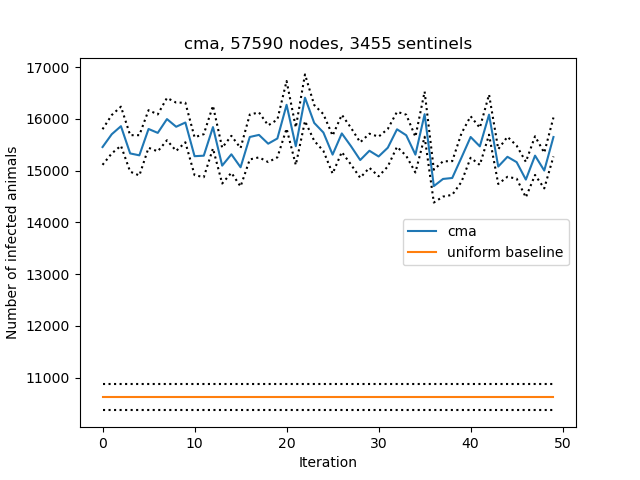 cma, 57590 nodes, 3455 sentinels
17000
16000
15000
14000
13000
12000
11000
Number of infected animals
cma
uniform baseline
0 10 20 30 40 50
Iteration